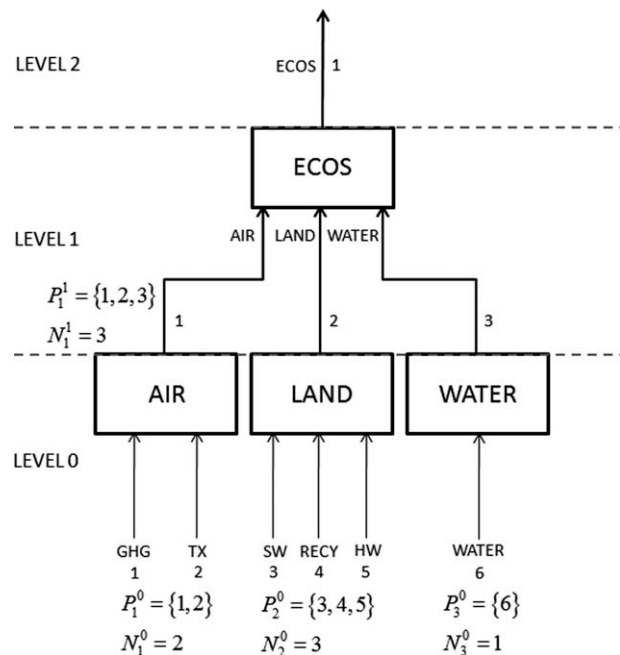 LEVEL 2
ECOS 1
ECOS
AIR LAND WATER
LEVEL 1
P_1^1 = {1,2,3}
1 2 3
N_1^1 = 3
AIR LAND WATER
LEVEL 0
GHG TX SW RECY HW WATER
1 2 3 4 5 6
P_1^0 = {1,2} P_2^0 = {3,4,5} P_3^0 = {6}
N_1^0 = 2 N_2^0 = 3 N_3^0 = 1